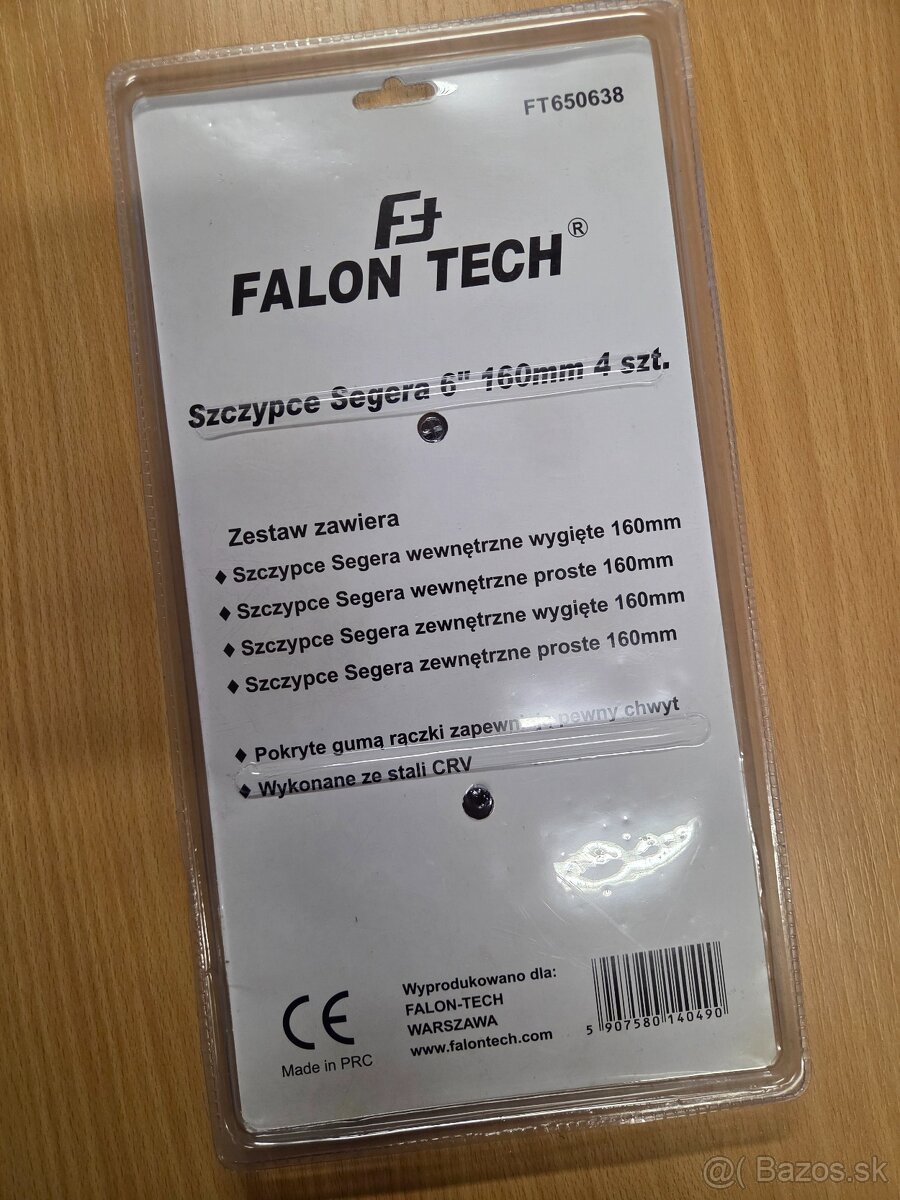 FT650638
Ft
FALON TECH®
Szczypce Segera 6" 160mm 4 szt.
Zestaw zawiera
♦ Szczypce Segera wewnętrzne wygięte 160mm
♦ Szczypce Segera wewnętrzne proste 160mm
♦ Szczypce Segera zewnętrzne wygięte 160mm
♦ Szczypce Segera zewnętrzne proste 160mm
♦ Pokryte gumą rączki zapewniają pewny chwyt
♦ Wykonane ze stali CRV
CE
Made in PRC
Wyprodukowano dla:
FALON-TECH
WARSZAWA
www.falontech.com
5 907580 140490
@( Bazos.sk